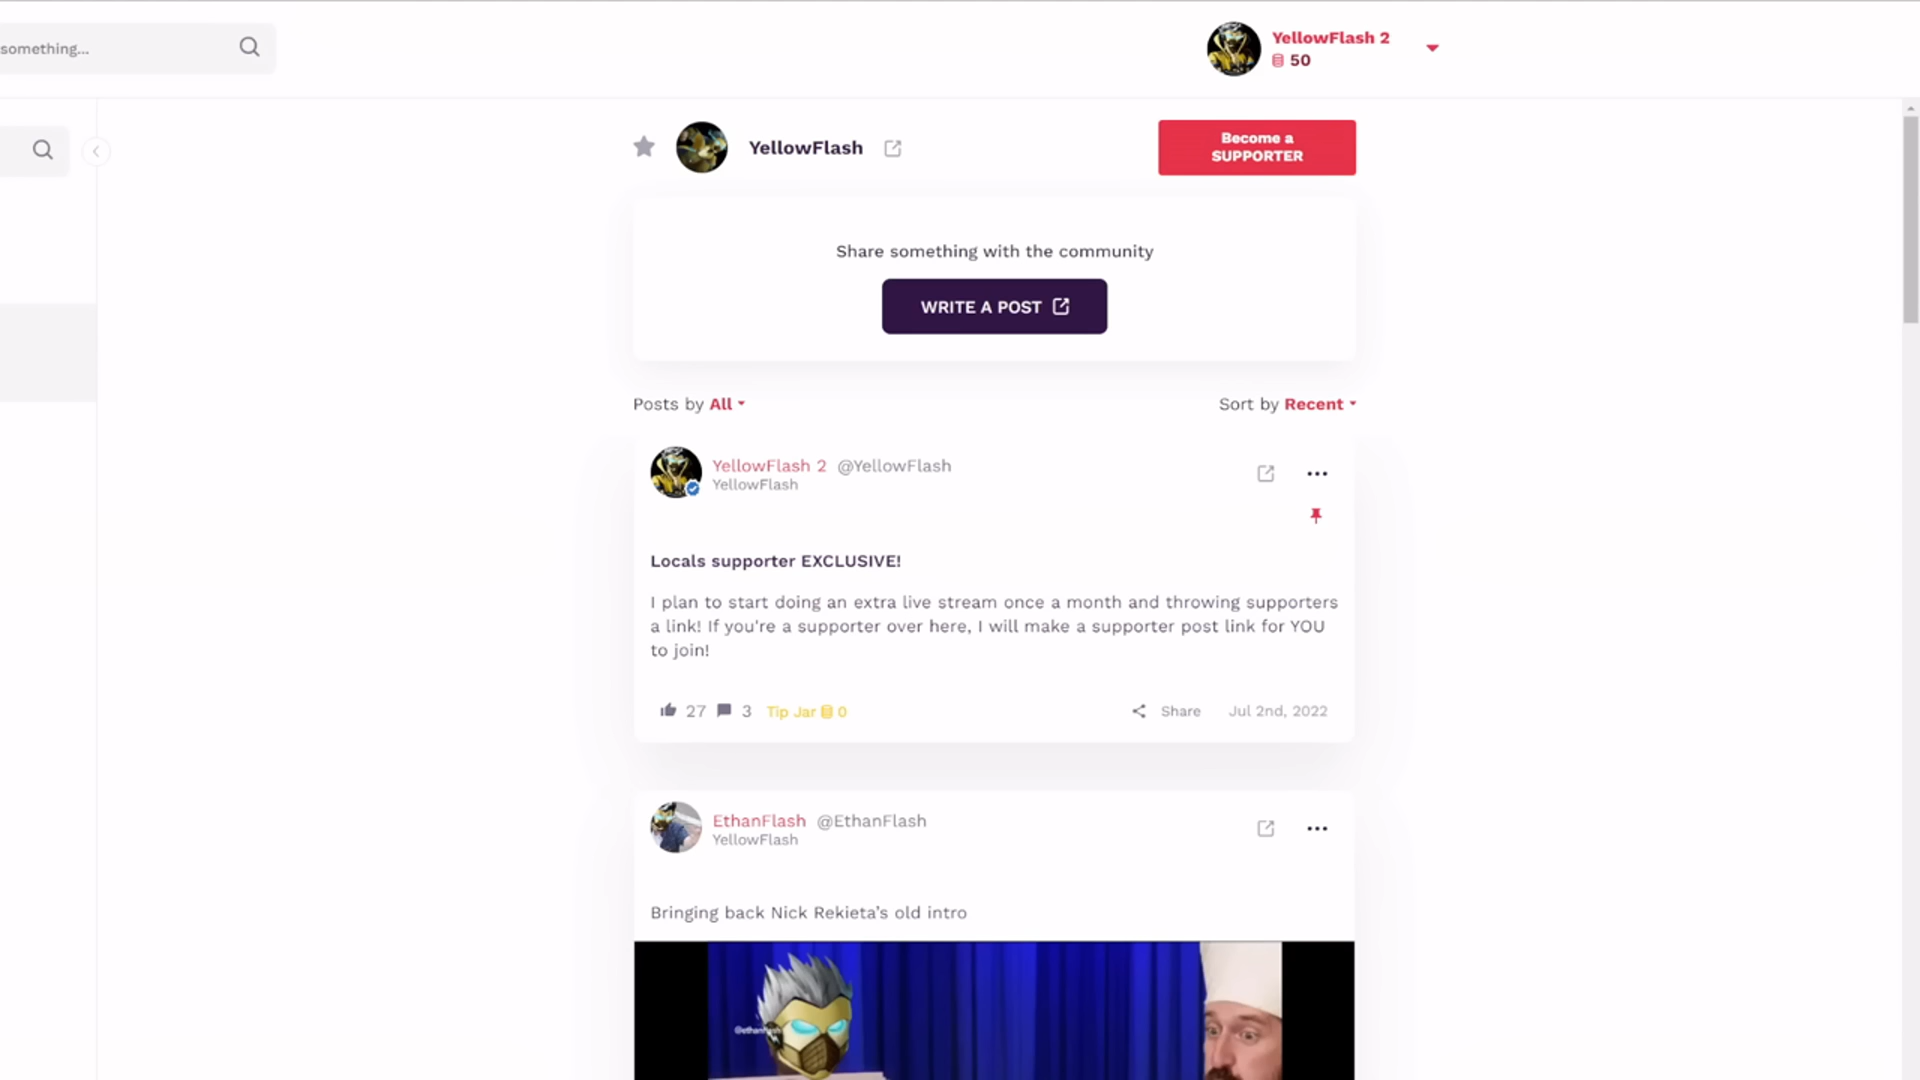 something...
YellowFlash 2
50
YellowFlash
Become a
SUPPORTER
Share something with the community
WRITE A POST
Posts by All
Sort by Recent
YellowFlash 2 @YellowFlash
YellowFlash
Locals supporter EXCLUSIVE!
I plan to start doing an extra live stream once a month and throwing supporters
a link! If you're a supporter over here, I will make a supporter post link for YOU
to join!
27 3 Tip Jar 0
Share Jul 2nd, 2022
EthanFlash @EthanFlash
YellowFlash
Bringing back Nick Rekieta’s old intro
@ethanflash